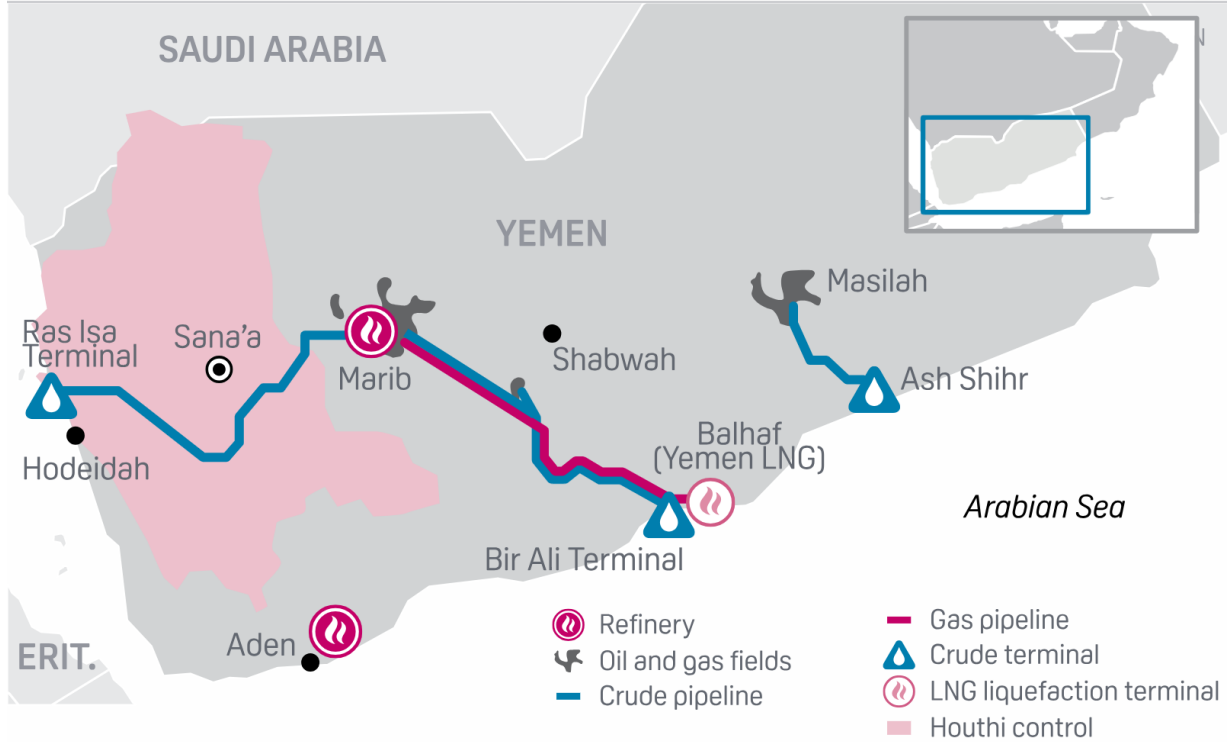 SAUDI ARABIA
N
YEMEN
Masilah
Ras Isa
Terminal
Sana’a
Shabwah
Marib
Ash Shihr
Balhaf
(Yemen LNG)
Hodeidah
Arabian Sea
Bir Ali Terminal
Aden
ERIT.
Refinery
Oil and gas fields
Crude pipeline
Gas pipeline
Crude terminal
LNG liquefaction terminal
Houthi control